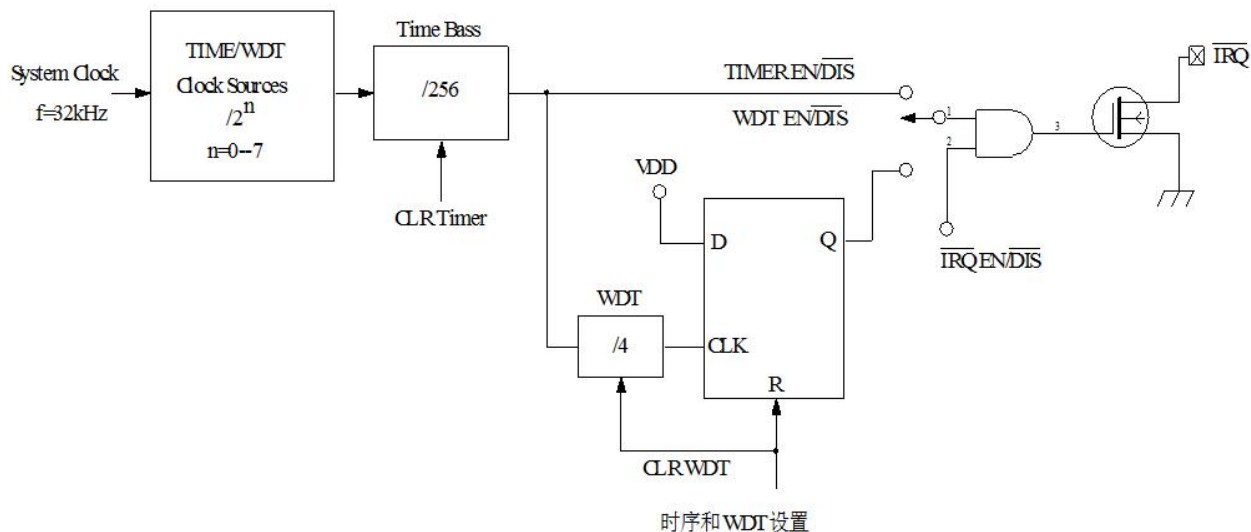 Time Bass
TIME/WDT
Clock Sources
/2^n
n=0--7
System Clock
f=32kHz
/256
CLR Timer
TIMER EN/DIS
WDT EN/DIS
IRQ
1
2
3
IRQ EN/DIS
VDD
D
Q
CLK
R
WDT
/4
CLR WDT
时序和WDT设置